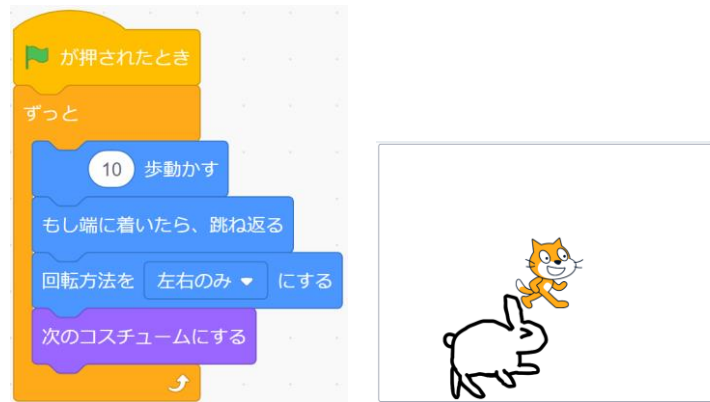 が押されたとき
ずっと
10 歩動かす
もし端に着いたら、跳ね返る
回転方法を 左右のみ にする
次のコスチュームにする